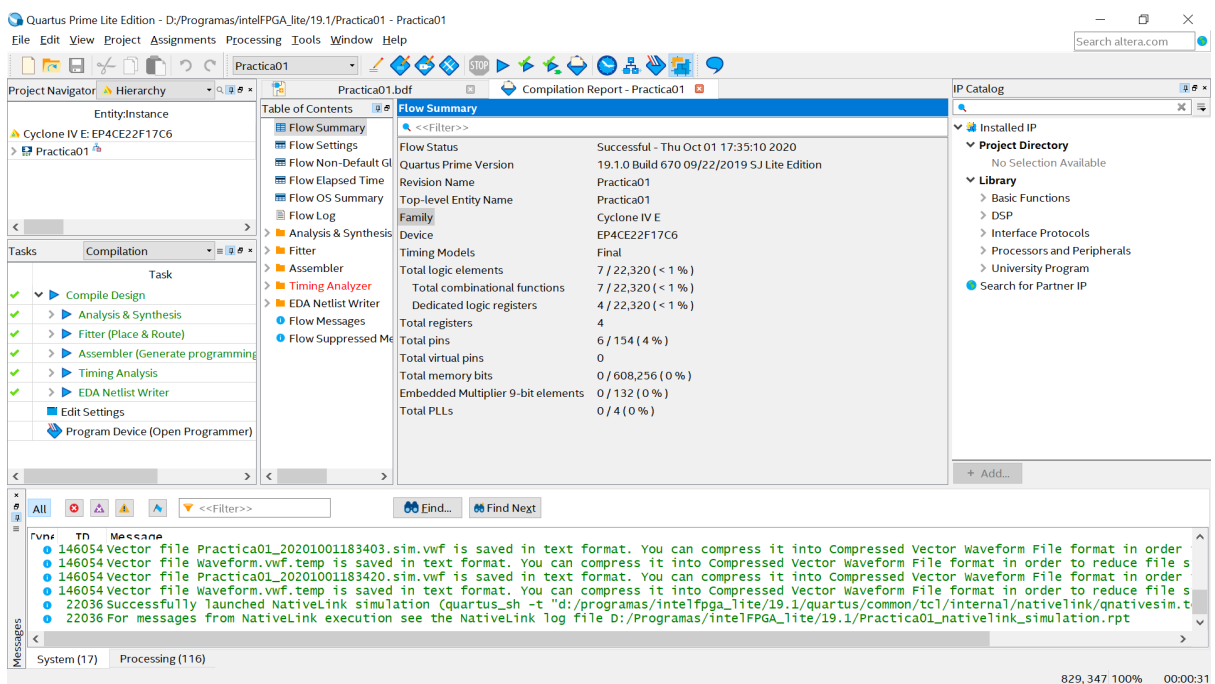 Quartus Prime Lite Edition - D:/Programas/intelFPGA_lite/19.1/Practica01 - Practica01
File Edit View Project Assignments Processing Tools Window Help
Search altera.com
Practica01
STOP
Project Navigator Hierarchy
Entity:Instance
Cyclone IV E: EP4CE22F17C6
Practica01
Tasks Compilation
Task
Compile Design
Analysis & Synthesis
Fitter (Place & Route)
Assembler (Generate programming
Timing Analysis
EDA Netlist Writer
Edit Settings
Program Device (Open Programmer)
Practica01.bdf
Compilation Report - Practica01
Table of Contents
Flow Summary
Flow Settings
Flow Non-Default Gl
Flow Elapsed Time
Flow OS Summary
Flow Log
Analysis & Synthesis
Fitter
Assembler
Timing Analyzer
EDA Netlist Writer
Flow Messages
Flow Suppressed Me
Flow Summary
<<Filter>>
Flow Status Successful - Thu Oct 01 17:35:10 2020
Quartus Prime Version 19.1.0 Build 670 09/22/2019 SJ Lite Edition
Revision Name Practica01
Top-level Entity Name Practica01
Family Cyclone IV E
Device EP4CE22F17C6
Timing Models Final
Total logic elements 7 / 22,320 ( < 1 % )
Total combinational functions 7 / 22,320 ( < 1 % )
Dedicated logic registers 4 / 22,320 ( < 1 % )
Total registers 4
Total pins 6 / 154 ( 4 % )
Total virtual pins 0
Total memory bits 0 / 608,256 ( 0 % )
Embedded Multiplier 9-bit elements 0 / 132 ( 0 % )
Total PLLs 0 / 4 ( 0 % )
IP Catalog
Installed IP
Project Directory
No Selection Available
Library
Basic Functions
DSP
Interface Protocols
Processors and Peripherals
University Program
Search for Partner IP
+ Add...
All <<Filter>> Find... Find Next
Type ID Message
146054 Vector file Practica01_20201001183403.sim.vwf is saved in text format. You can compress it into Compressed Vector Waveform File format in order
146054 Vector file Waveform.vwf.temp is saved in text format. You can compress it into Compressed Vector Waveform File format in order to reduce file s
146054 Vector file Practica01_20201001183420.sim.vwf is saved in text format. You can compress it into Compressed Vector Waveform File format in order
146054 Vector file Waveform.vwf.temp is saved in text format. You can compress it into Compressed Vector Waveform File format in order to reduce file s
22036 Successfully launched NativeLink simulation (quartus_sh -t "d:/programas/intelfpga_lite/19.1/quartus/common/tcl/internal/nativelink/qnativesim.t
22036 For messages from NativeLink execution see the NativeLink log file D:/Programas/intelFPGA_lite/19.1/Practica01_nativelink_simulation.rpt
Messages
System (17) Processing (116)
829, 347 100% 00:00:31